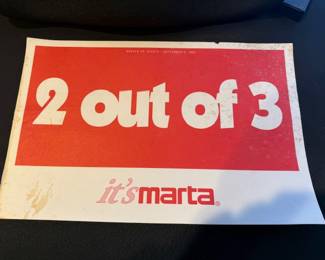 2 out of 3
it's marta®